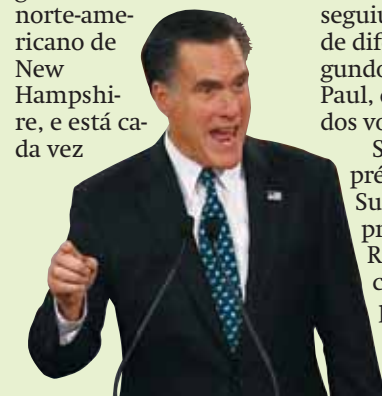 norte-ame-
ricano de
New
Hampshi-
re, e está ca-
da vez
seguiu
de dif
gundo
Paul,
dos vo